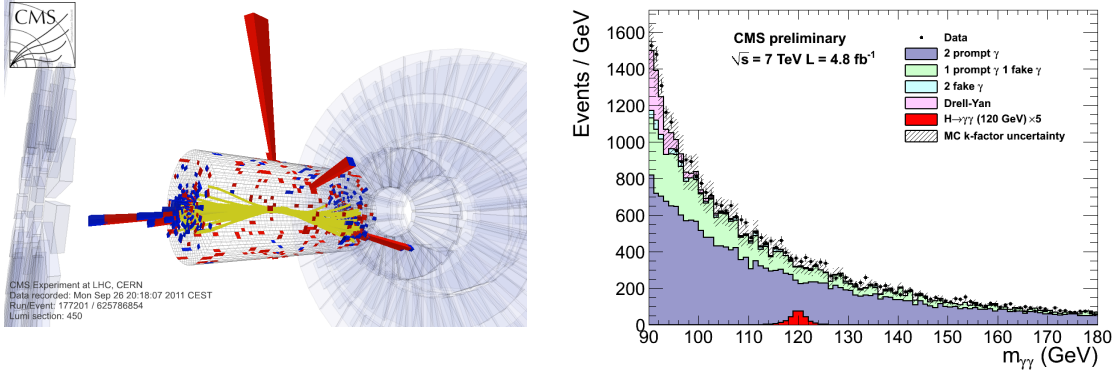 CMS
CMS Experiment at LHC, CERN
Data recorded: Mon Sep 26 20:18:07 2011 CEST
Run/Event: 177201 / 625786854
Lumi section: 450
Events / GeV
1600
1400
1200
1000
800
600
400
200
0
90 100 110 120 130 140 150 160 170 180
mγγ (GeV)
CMS preliminary
√s = 7 TeV L = 4.8 fb-1
Data
2 prompt γ
1 prompt γ 1 fake γ
2 fake γ
Drell-Yan
H→γγ (120 GeV) ×5
MC k-factor uncertainty